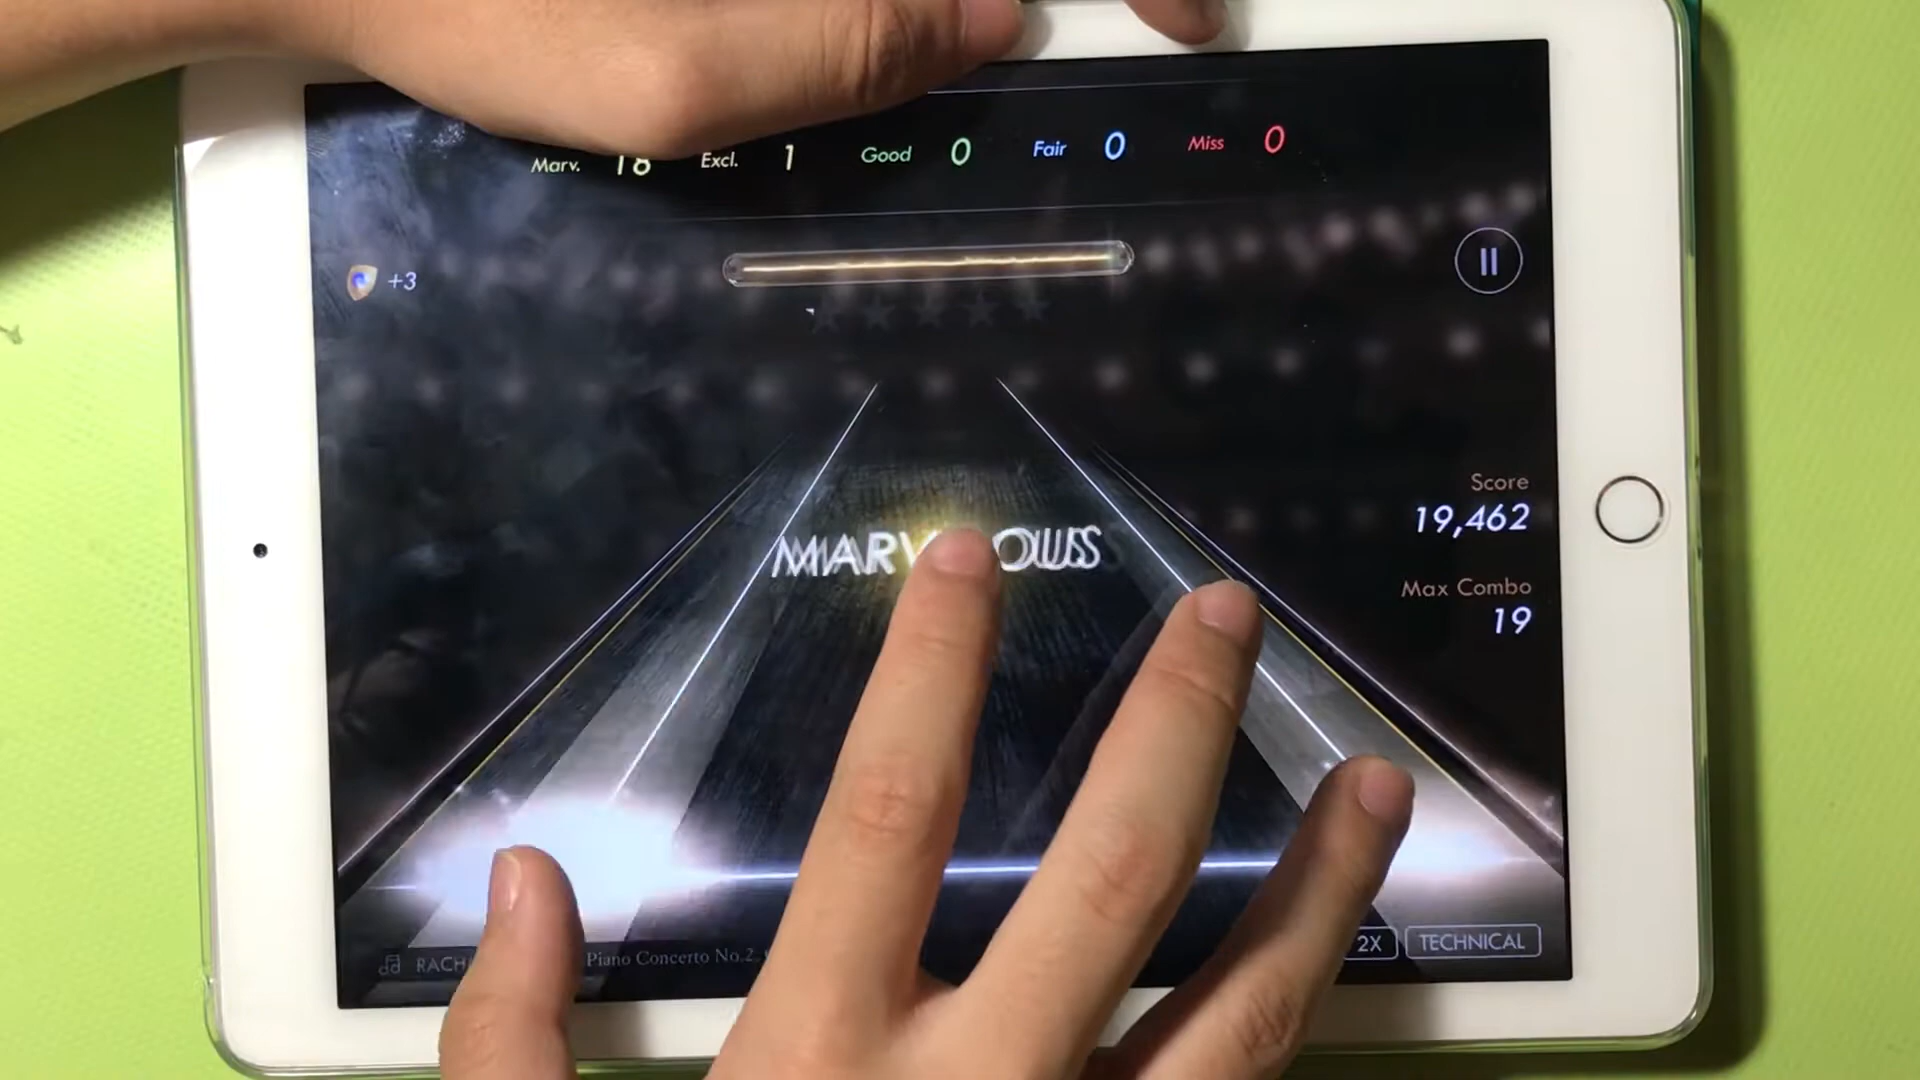 Marv. 18 Excl. 1 Good 0 Fair 0 Miss 0
+3
Score
19,462
Max Combo
19
Piano Concerto No.2,
2X TECHNICAL